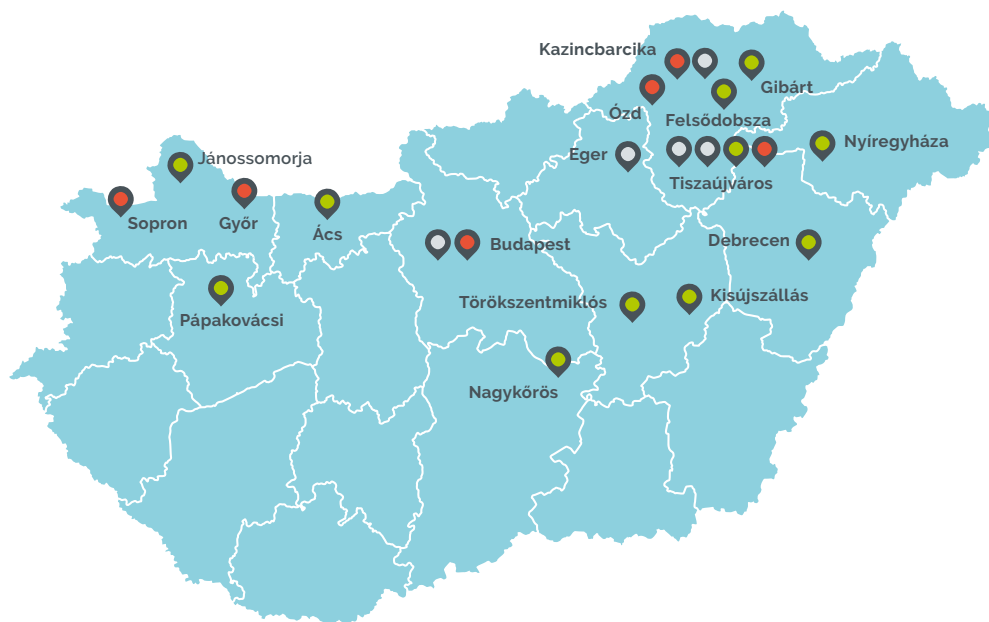 Kazincbarcika
Gibárt
Ózd
Felsődobsza
Nyíregyháza
Eger
Jánossomorja
Tiszaújváros
Sopron
Győr
Ács
Budapest
Debrecen
Törökszentmiklós
Kisújszállás
Pápakovácsi
Nagykőrös